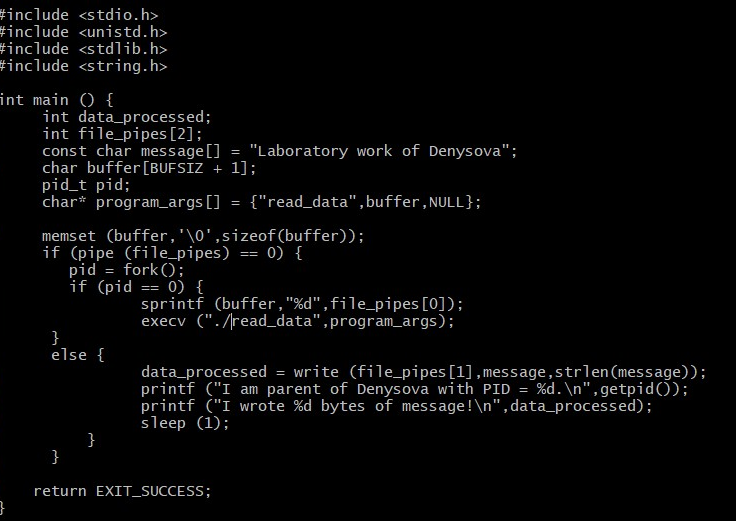 #include <stdio.h>
#include <unistd.h>
#include <stdlib.h>
#include <string.h>

int main () {
     int data_processed;
     int file_pipes[2];
     const char message[] = "Laboratory work of Denysova";
     char buffer[BUFSIZ + 1];
     pid_t pid;
     char* program_args[] = {"read_data",buffer,NULL};

     memset (buffer,'\0',sizeof(buffer));
     if (pipe (file_pipes) == 0) {
        pid = fork();
        if (pid == 0) {
                sprintf (buffer,"%d",file_pipes[0]);
                execv ("./read_data",program_args);
      }
      else {
                data_processed = write (file_pipes[1],message,strlen(message));
                printf ("I am parent of Denysova with PID = %d.\n",getpid());
                printf ("I wrote %d bytes of message!\n",data_processed);
                sleep (1);
          }
      }

    return EXIT_SUCCESS;
}